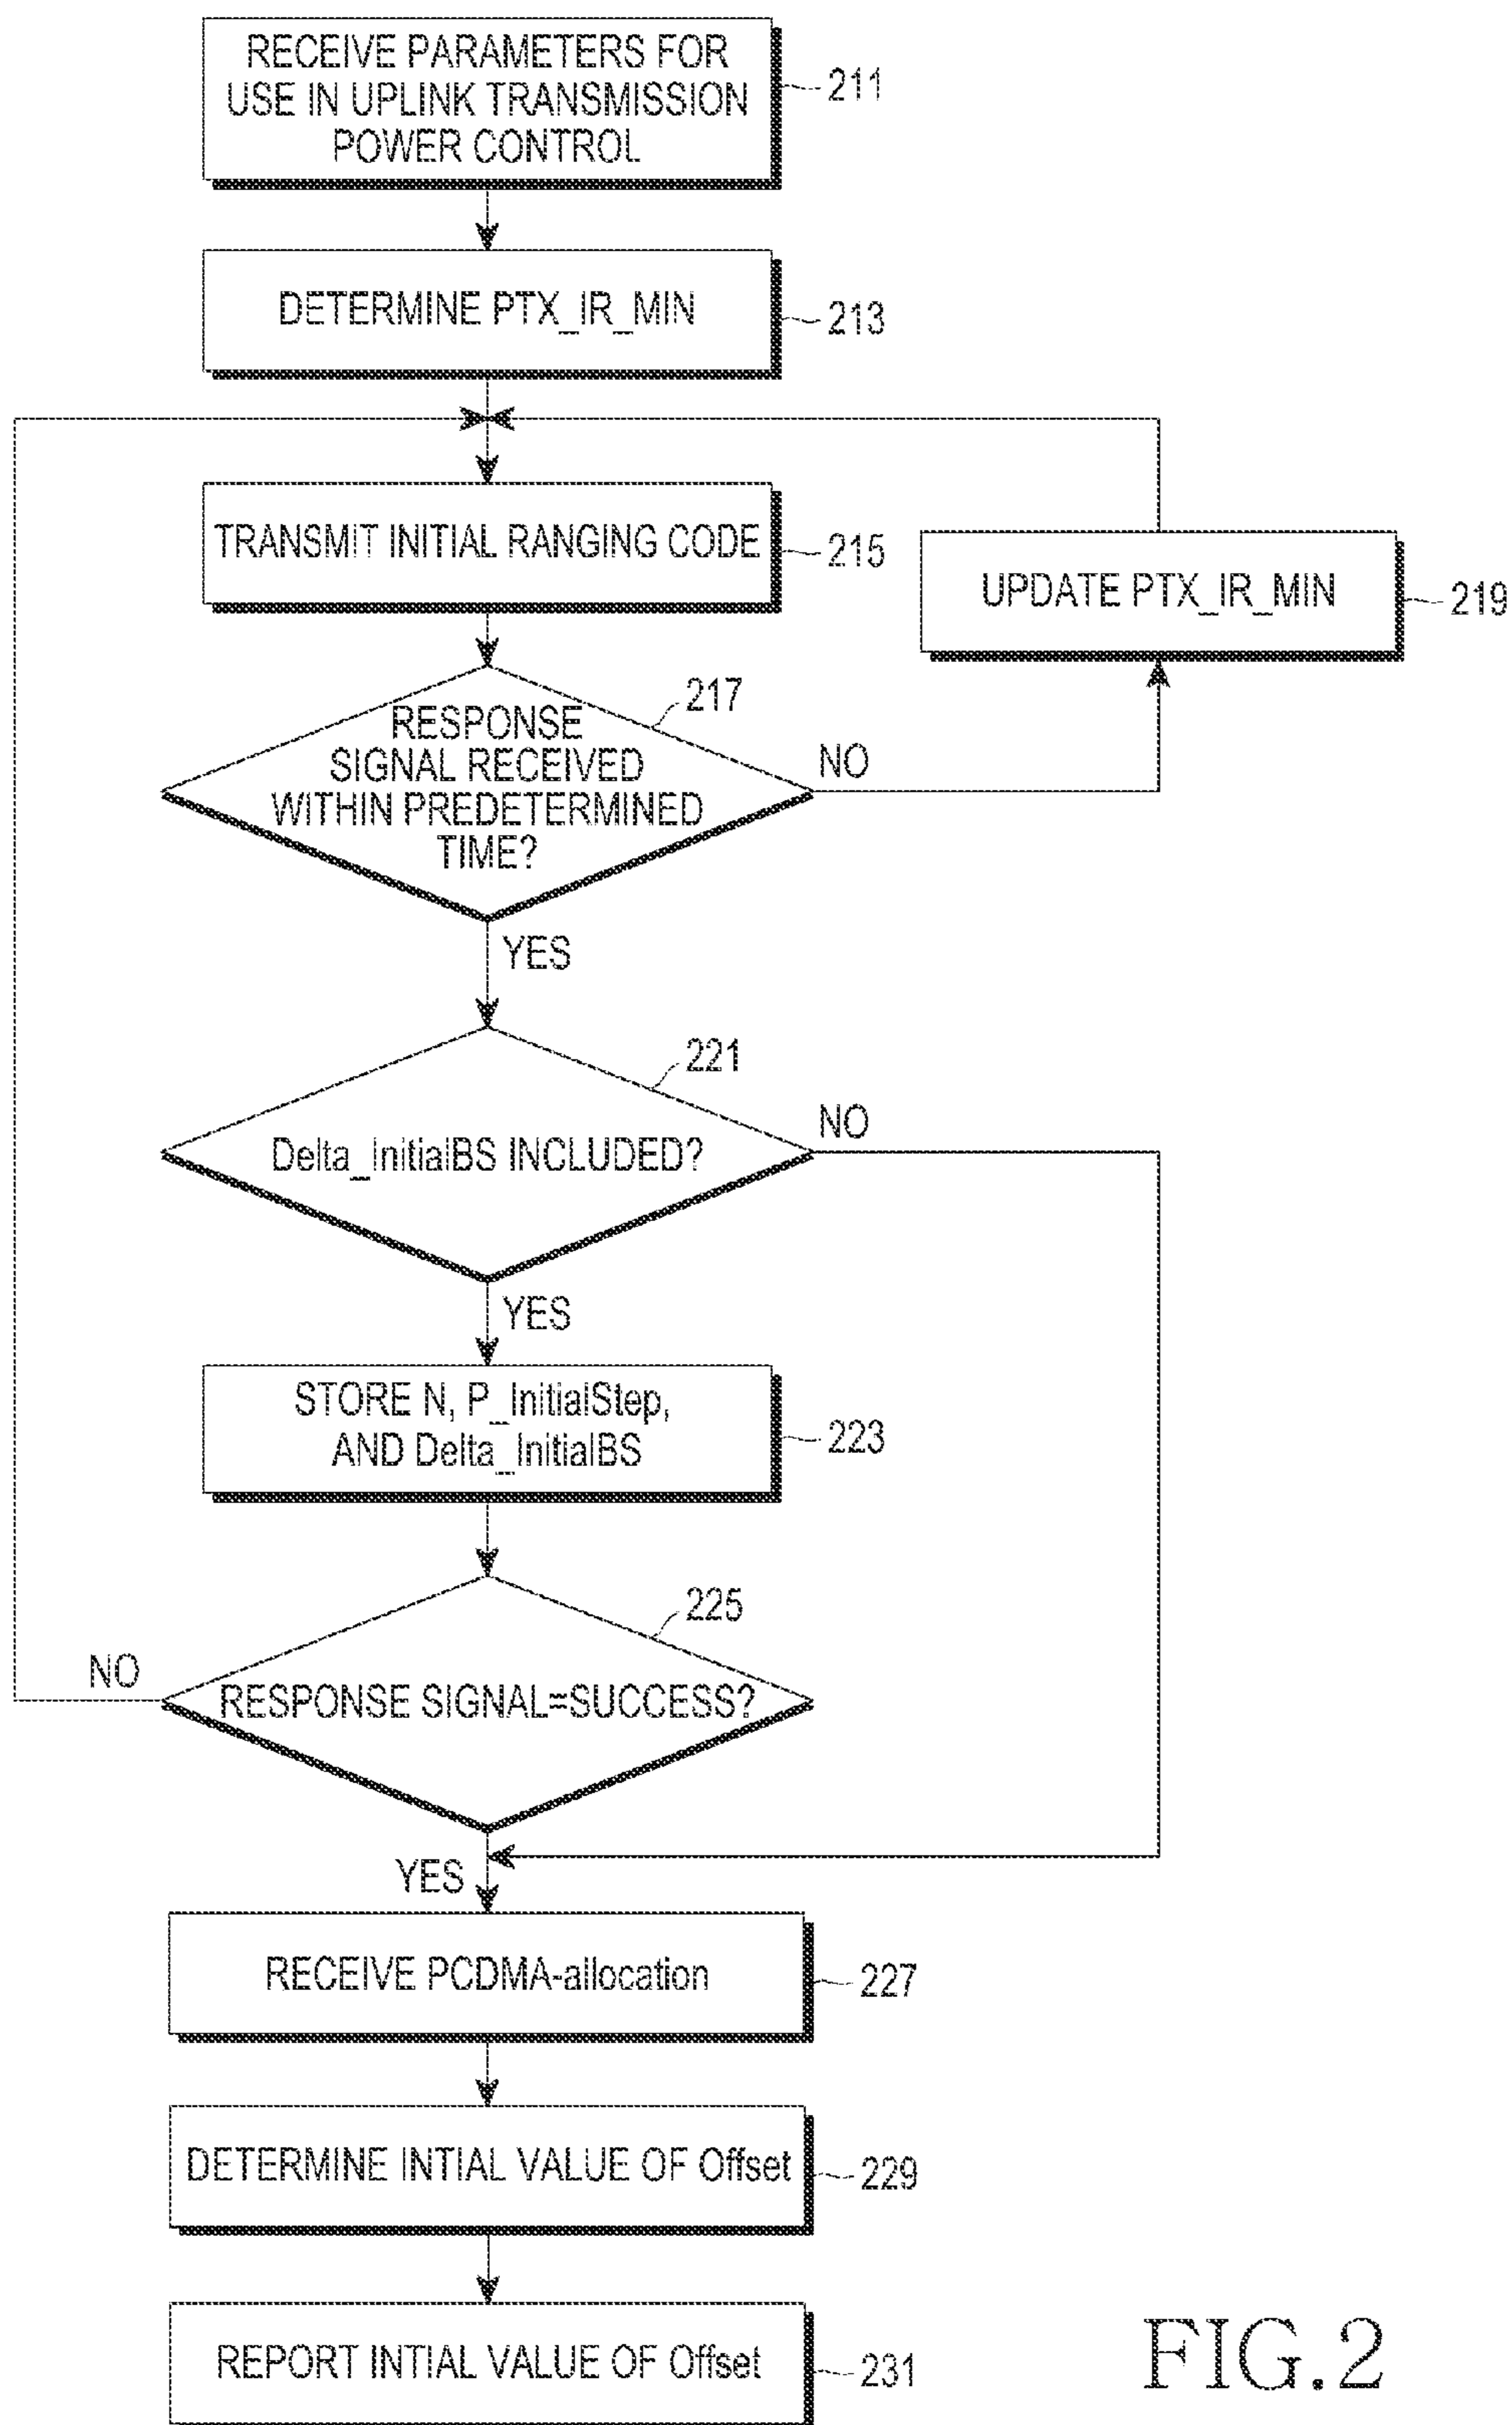 RECEIVE PARAMETERS FOR
USE IN UPLINK TRANSMISSION
POWER CONTROL
211
DETERMINE PTX_IR_MIN
213
TRANSMIT INITIAL RANGING CODE
215
UPDATE PTX_IR_MIN
219
217
RESPONSE
SIGNAL RECEIVED
WITHIN PREDETERMINED
TIME?
NO
YES
221
Delta_InitialBS INCLUDED?
NO
YES
STORE N, P_InitialStep,
AND Delta_InitialBS
223
225
NO
RESPONSE SIGNAL=SUCCESS?
YES
RECEIVE PCDMA-allocation
227
DETERMINE INTIAL VALUE OF Offset
229
REPORT INTIAL VALUE OF Offset
231
FIG.2